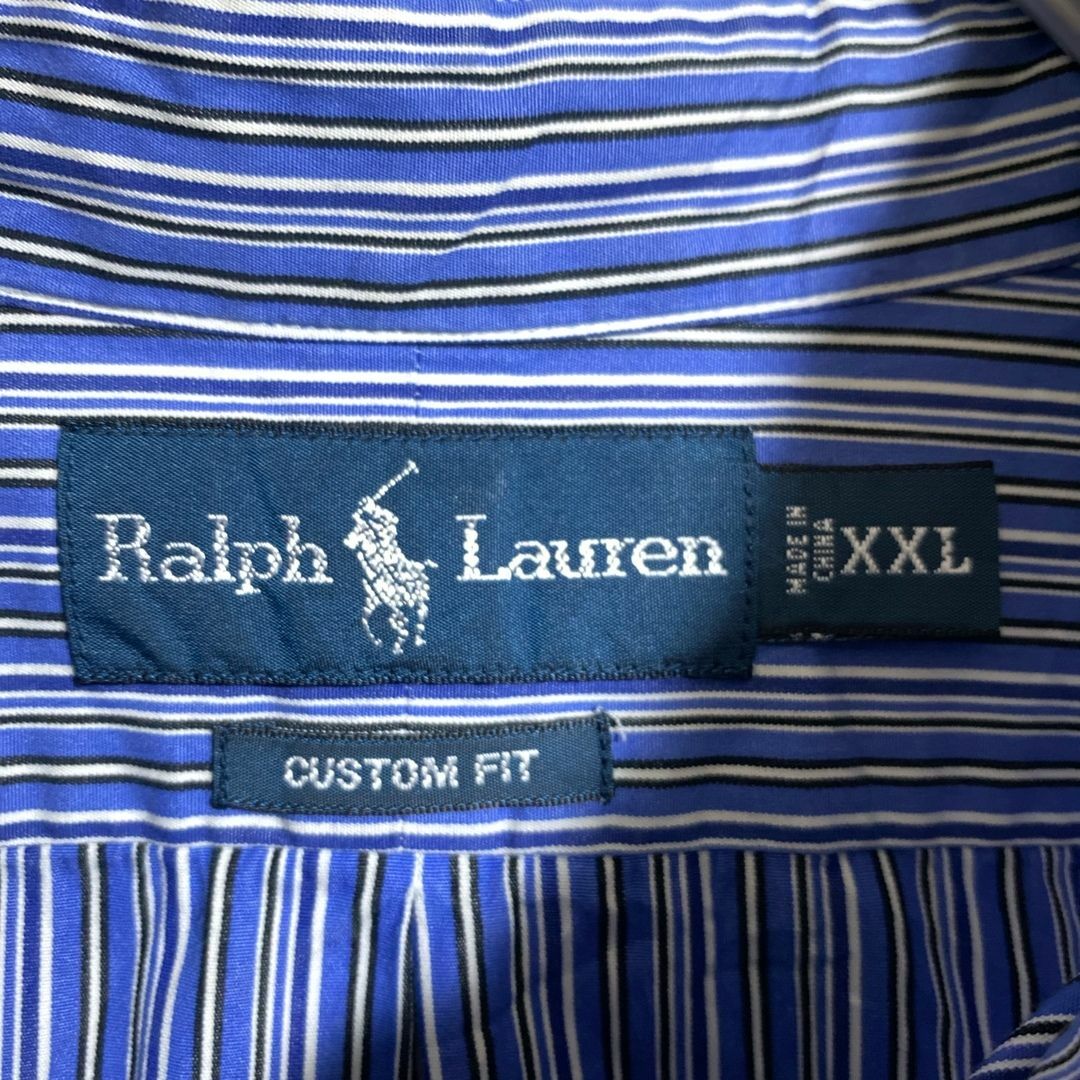 Ralph Lauren
MADE IN
CHINA
XXL
CUSTOM FIT